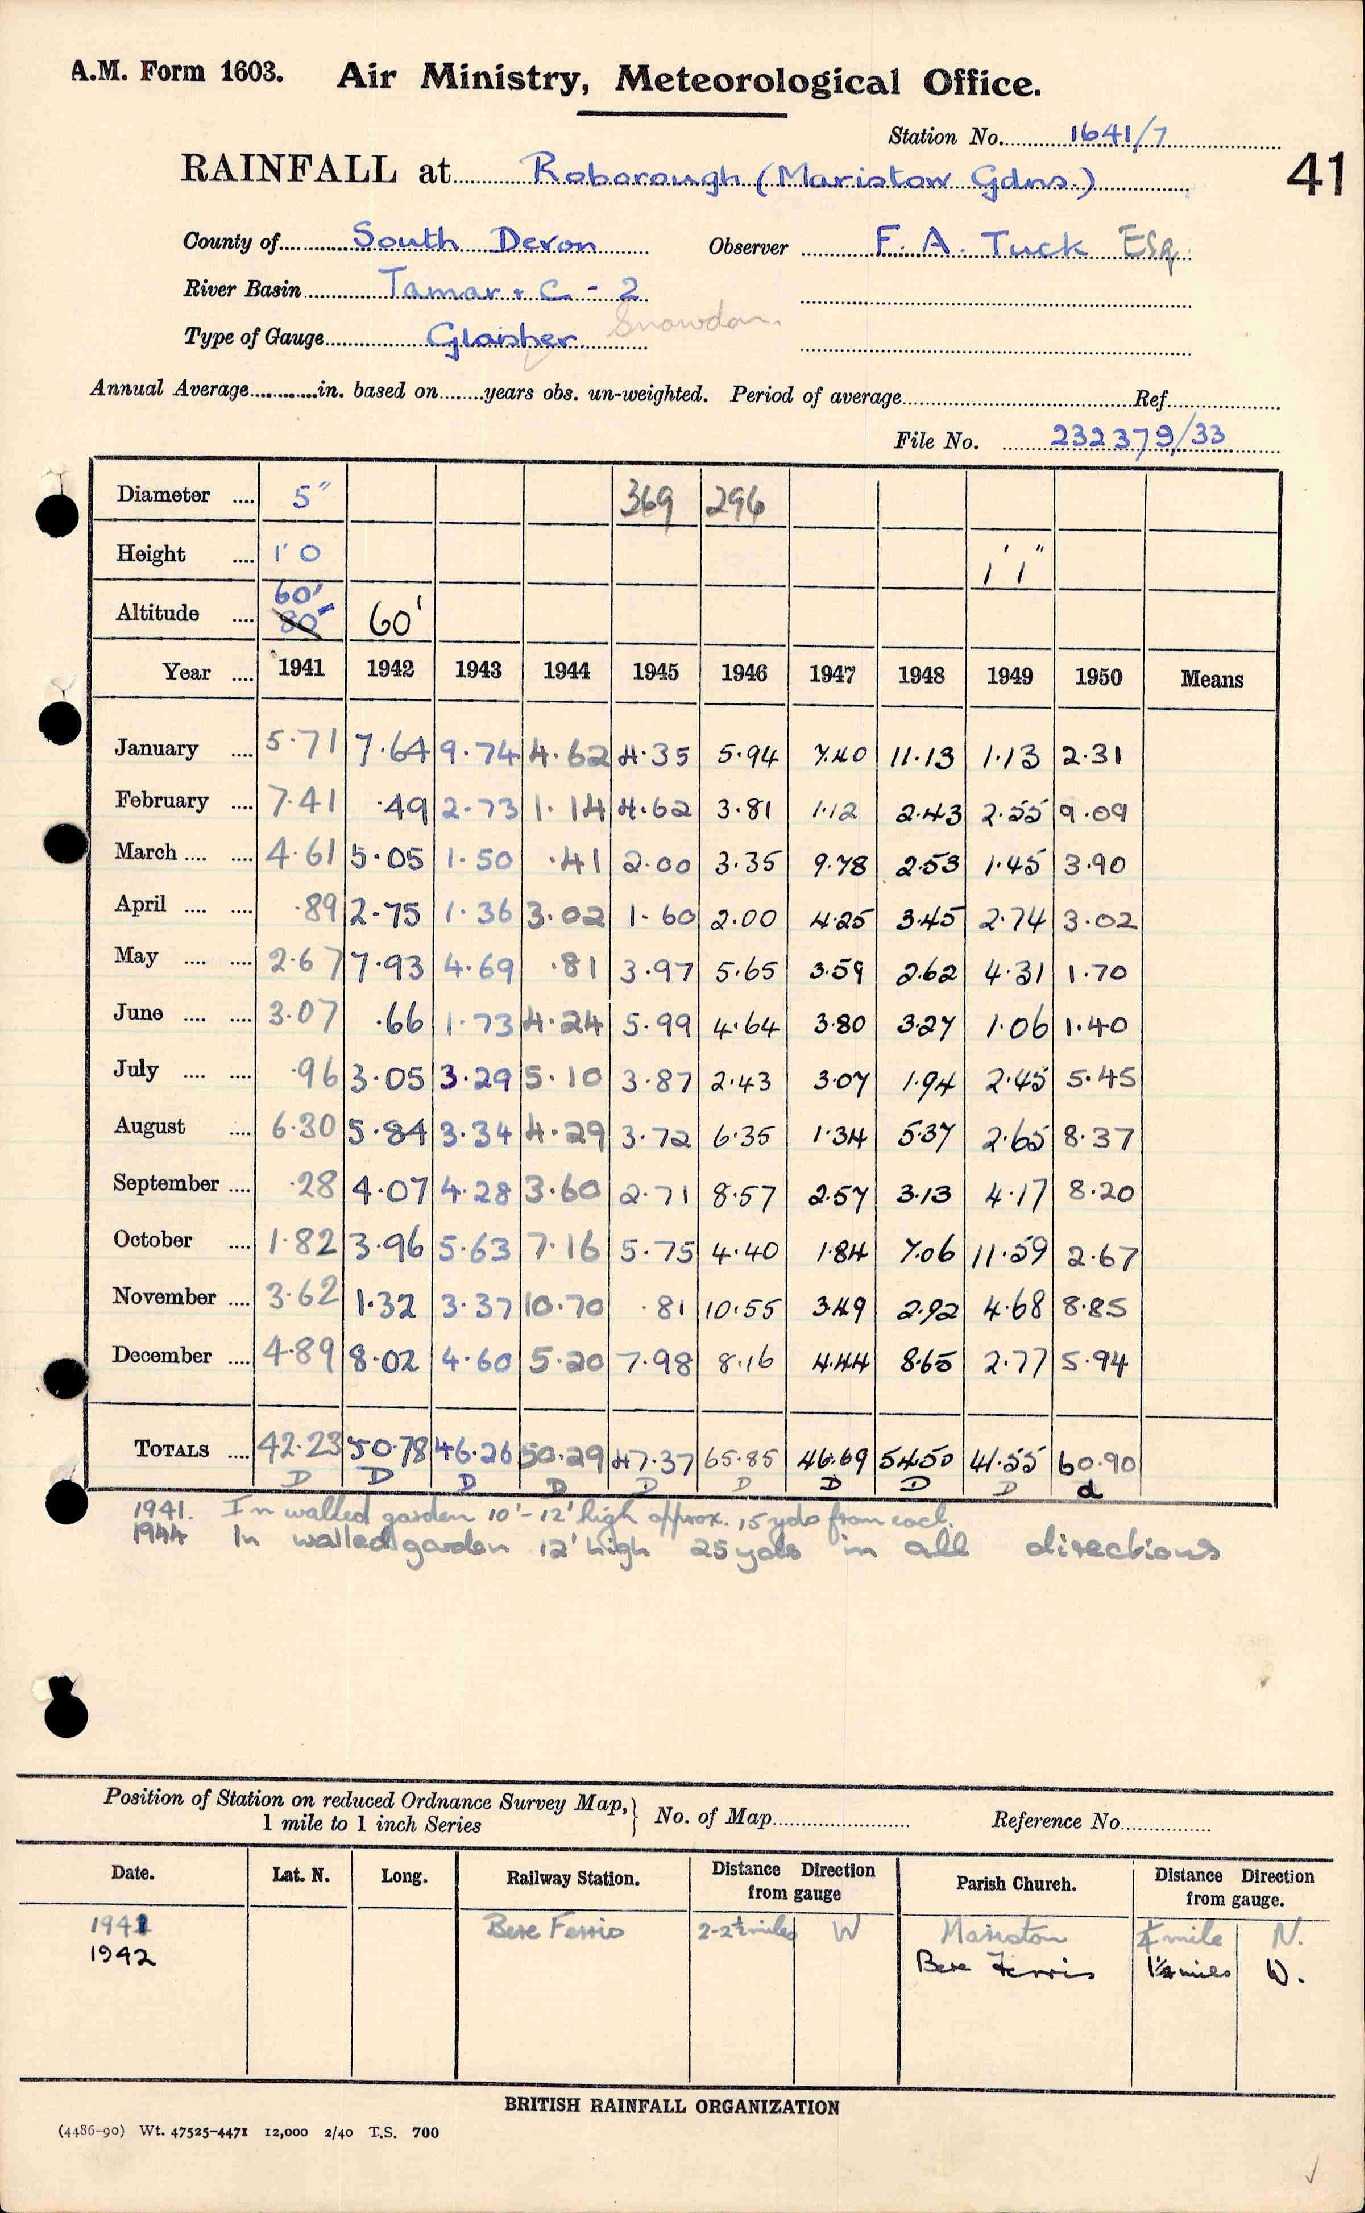 A.M. Form 1603. Air Ministry, Meteorological Office.
Station No. 1641/7
41
RAINFALL at Roborough (Maristow Gdns.)
County of South Devon Observer F. A. Tuck Esq.
River Basin Tamar + C - 2
Type of Gauge Glaisher Snowdon
Annual Average in. based on years obs. un-weighted. Period of average Ref.
File No. 232379/33
Diameter 5" 369 296
Height 1' 0 1' 1"
Altitude 60' 80' 60'
Year 1941 1942 1943 1944 1945 1946 1947 1948 1949 1950 Means
January 5.71 7.64 9.74 4.62 4.35 5.94 7.40 11.13 1.13 2.31
February 7.41 .49 2.73 1.14 4.62 3.81 1.12 2.43 2.55 9.09
March 4.61 5.05 1.50 .41 2.00 3.35 9.78 2.53 1.45 3.90
April .89 2.75 1.36 3.02 1.60 2.00 4.25 3.45 2.74 3.02
May 2.67 7.93 4.69 .81 3.97 5.65 3.59 2.62 4.31 1.70
June 3.07 .66 1.73 4.24 5.99 4.64 3.80 3.27 1.06 1.40
July .96 3.05 3.29 5.10 3.87 2.43 3.07 1.94 2.45 5.45
August 6.30 5.84 3.34 4.29 3.72 6.35 1.34 5.37 2.65 8.37
September .28 4.07 4.28 3.60 2.71 8.57 2.57 3.13 4.17 8.20
October 1.82 3.96 5.63 7.16 5.75 4.40 1.84 7.06 11.59 2.67
November 3.62 1.32 3.37 10.70 .81 10.55 3.49 2.92 4.68 8.85
December 4.89 8.02 4.60 5.20 7.98 8.16 4.44 8.65 2.77 5.94
TOTALS 42.23 50.78 46.26 50.29 47.37 65.85 46.69 54.50 41.55 60.90
D D D D D D D D D d
1941. In walled garden 10'-12' high approx. 15 yds from each.
1944 In walled garden 12' high 25 yds in all directions
Position of Station on reduced Ordnance Survey Map, 1 mile to 1 inch Series } No. of Map Reference No.
Date. Lat. N. Long. Railway Station. Distance Direction from gauge Parish Church. Distance Direction from gauge.
1941 Bere Ferris 2-2½ miles W Maristow ¼ mile N.
1942 Bere Ferris 1¼ miles W.
BRITISH RAINFALL ORGANIZATION
(4486-90) Wt. 47525-4471 12,000 2/40 T.S. 700